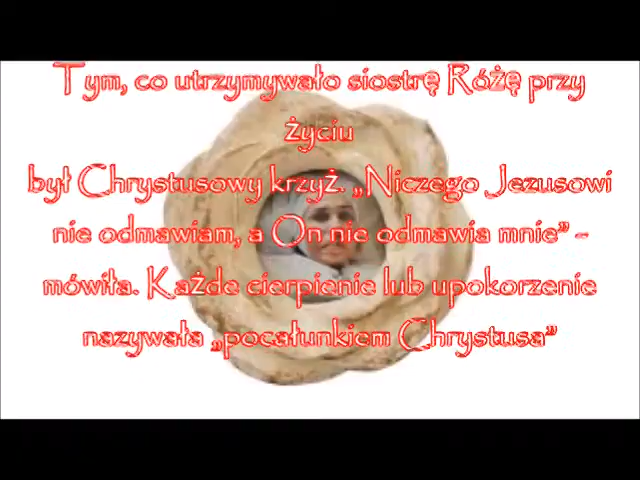 Tym, co utrzymywało siostrę Różę przy
życiu
był Chrystusowy krzyż. „Niczego Jezusowi
nie odmawiam, a On nie odmawia mnie” -
mówiła. Każde cierpienie lub upokorzenie
nazywała „pocałunkiem Chrystusa”